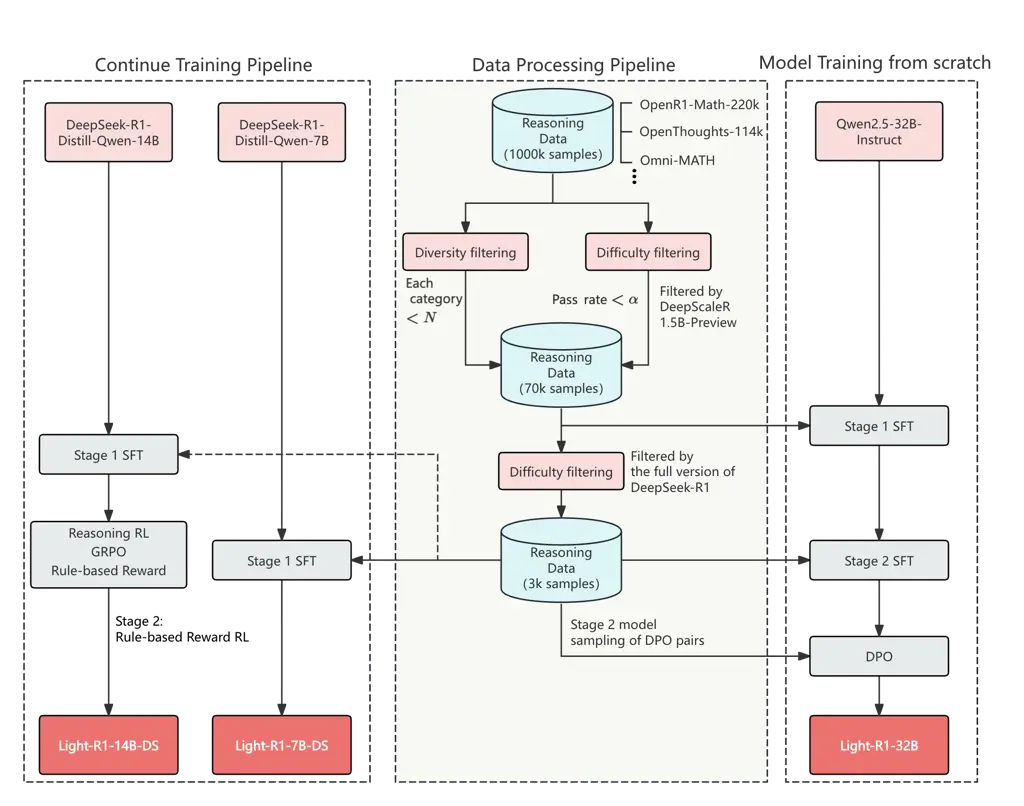 Continue Training Pipeline
Data Processing Pipeline
Model Training from scratch
DeepSeek-R1-
Distill-Qwen-14B
DeepSeek-R1-
Distill-Qwen-7B
Stage 1 SFT
Reasoning RL
GRPO
Rule-based Reward
Stage 1 SFT
Stage 2:
Rule-based Reward RL
Light-R1-14B-DS
Light-R1-7B-DS
Reasoning
Data
(1000k samples)
OpenR1-Math-220k
OpenThoughts-114k
Omni-MATH
Diversity filtering
Difficulty filtering
Each
category
< N
Pass rate < α
Filtered by
DeepScaleR
1.5B-Preview
Reasoning
Data
(70k samples)
Difficulty filtering
Filtered by
the full version of
DeepSeek-R1
Reasoning
Data
(3k samples)
Stage 2 model
sampling of DPO pairs
Qwen2.5-32B-
Instruct
Stage 1 SFT
Stage 2 SFT
DPO
Light-R1-32B